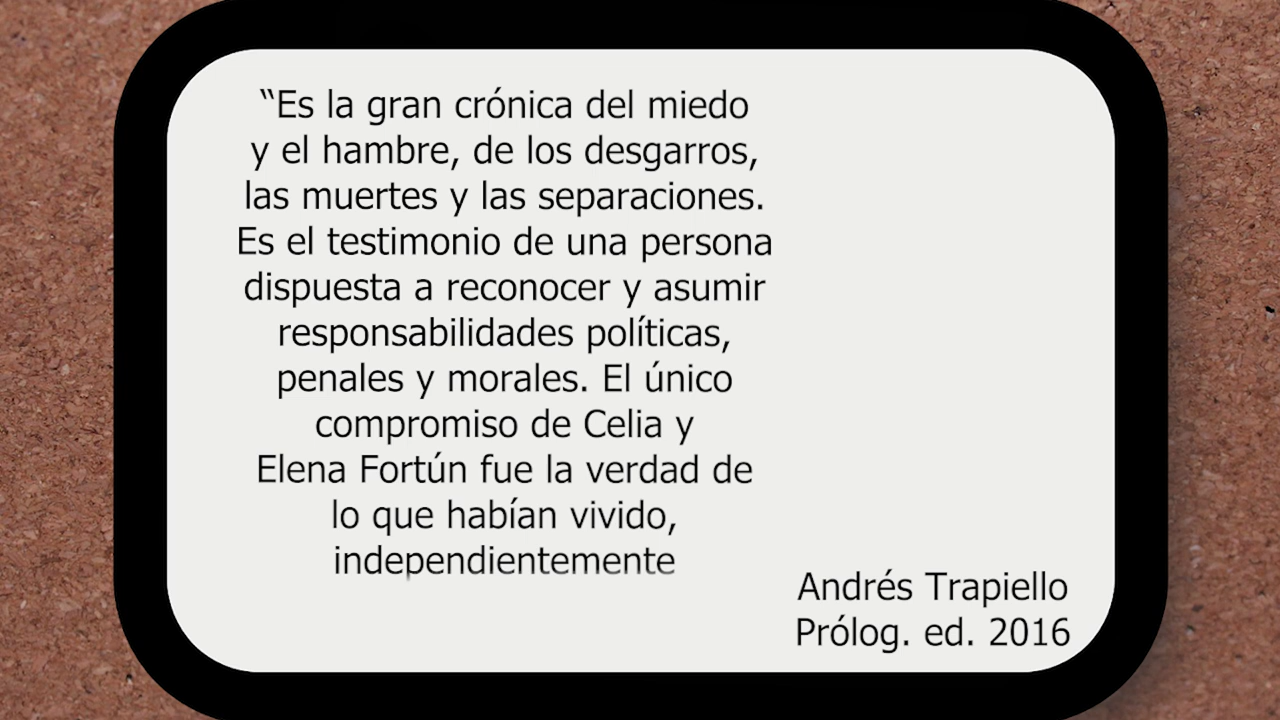 “Es la gran crónica del miedo
y el hambre, de los desgarros,
las muertes y las separaciones.
Es el testimonio de una persona
dispuesta a reconocer y asumir
responsabilidades políticas,
penales y morales. El único
compromiso de Celia y
Elena Fortún fue la verdad de
lo que habían vivido,
independientemente
Andrés Trapiello
Prólog. ed. 2016